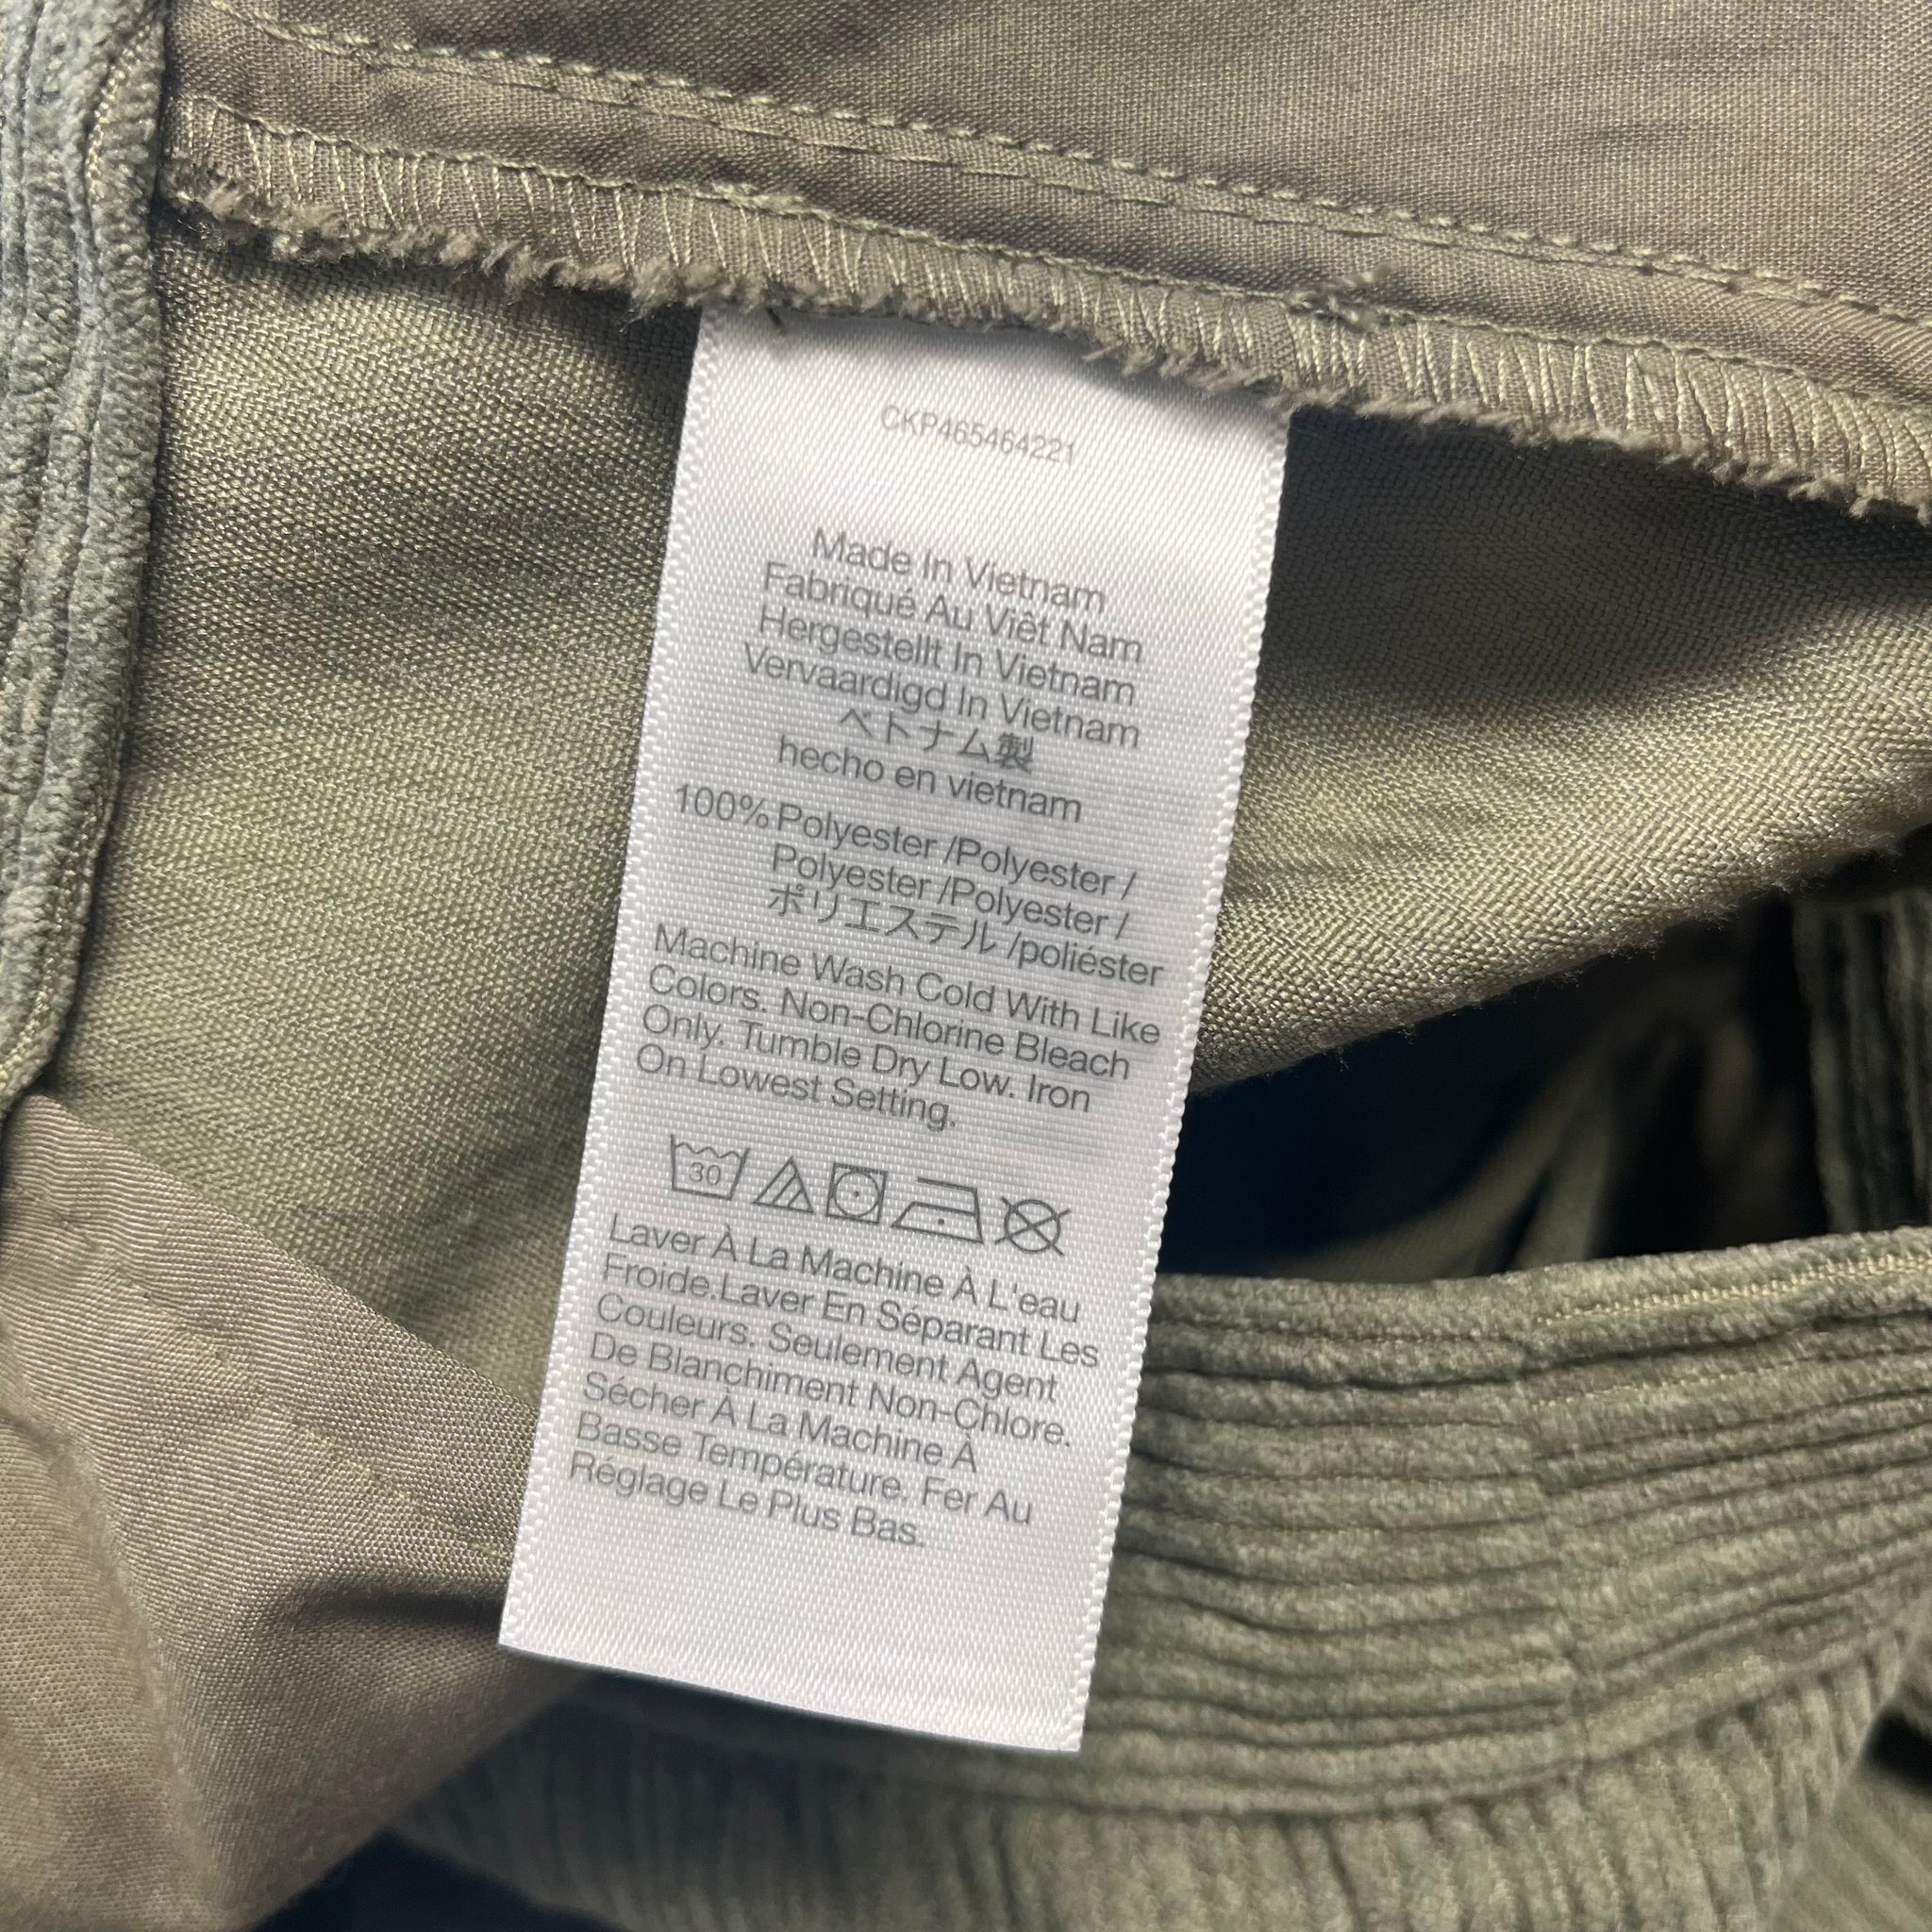 CKP465464221
Made In Vietnam
Fabriqué Au Viêt Nam
Hergestellt In Vietnam
Vervaardigd In Vietnam
ベトナム製
hecho en vietnam
100% Polyester /Polyester /
Polyester /Polyester /
ポリエステル /poliéster
Machine Wash Cold With Like
Colors. Non-Chlorine Bleach
Only. Tumble Dry Low. Iron
On Lowest Setting.
30
Laver À La Machine À L'eau
Froide.Laver En Séparant Les
Couleurs. Seulement Agent
De Blanchiment Non-Chlore.
Sécher À La Machine À
Basse Température. Fer Au
Réglage Le Plus Bas.